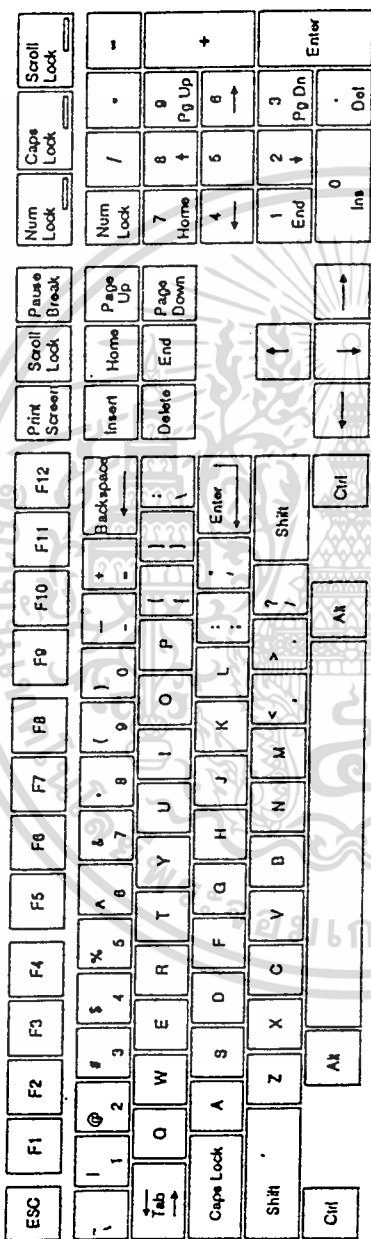 ESC F1 F2 F3 F4 F5 F6 F7 F8 F9 F10 F11 F12 Print Screen Scroll Lock Pause Break Num Lock Caps Lock Scroll Lock
~ \ | 1 @ 2 # 3 $ 4 % 5 ^ 6 & 7 * 8 ( 9 ) 0 — - + = Backspace ← Insert Home Page Up Num Lock / * −
← Tab → Q W E R T Y U I O P { [ } ] : \ Delete End Page Down 7 Home 8 ↑ 9 Pg Up +
Caps Lock A S D F G H J K L : ; " ' Enter ← 4 ← 5 6 →
Shift Z X C V B N M < , > . ? / Shift ↑ 1 End 2 ↓ 3 Pg Dn Enter
Ctrl Alt Alt Ctrl ← ↓ → 0 Ins . Del